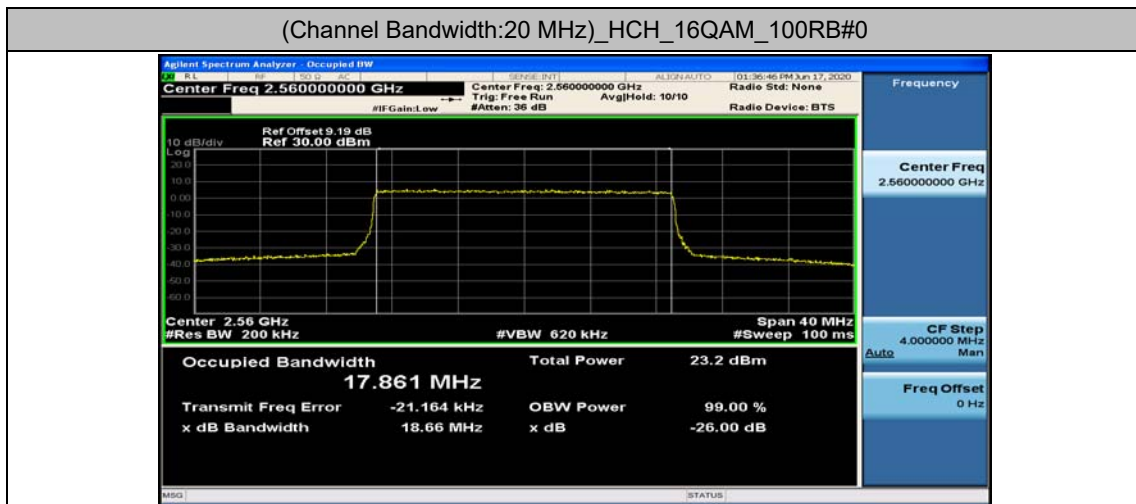 (Channel Bandwidth:20 MHz)_HCH_16QAM_100RB#0
Agilent Spectrum Analyzer - Occupied BW
RL RF 50 Ω AC SENSE:INT ALIGNAUTO 01:36:46 PM Jun 17, 2020
Center Freq 2.560000000 GHz
Center Freq: 2.560000000 GHz
Radio Std: None
Trig: Free Run Avg|Hold: 10/10
#IFGain:Low #Atten: 36 dB Radio Device: BTS
Ref Offset 9.19 dB
10 dB/div Ref 30.00 dBm
Log
20.0
10.0
0.00
-10.0
-20.0
-30.0
-40.0
-50.0
-60.0
Center 2.56 GHz Span 40 MHz
#Res BW 200 kHz #VBW 620 kHz #Sweep 100 ms
Occupied Bandwidth Total Power 23.2 dBm
17.861 MHz
Transmit Freq Error -21.164 kHz OBW Power 99.00 %
x dB Bandwidth 18.66 MHz x dB -26.00 dB
MSG STATUS
Frequency
Center Freq
2.560000000 GHz
CF Step
4.000000 MHz
Auto Man
Freq Offset
0 Hz